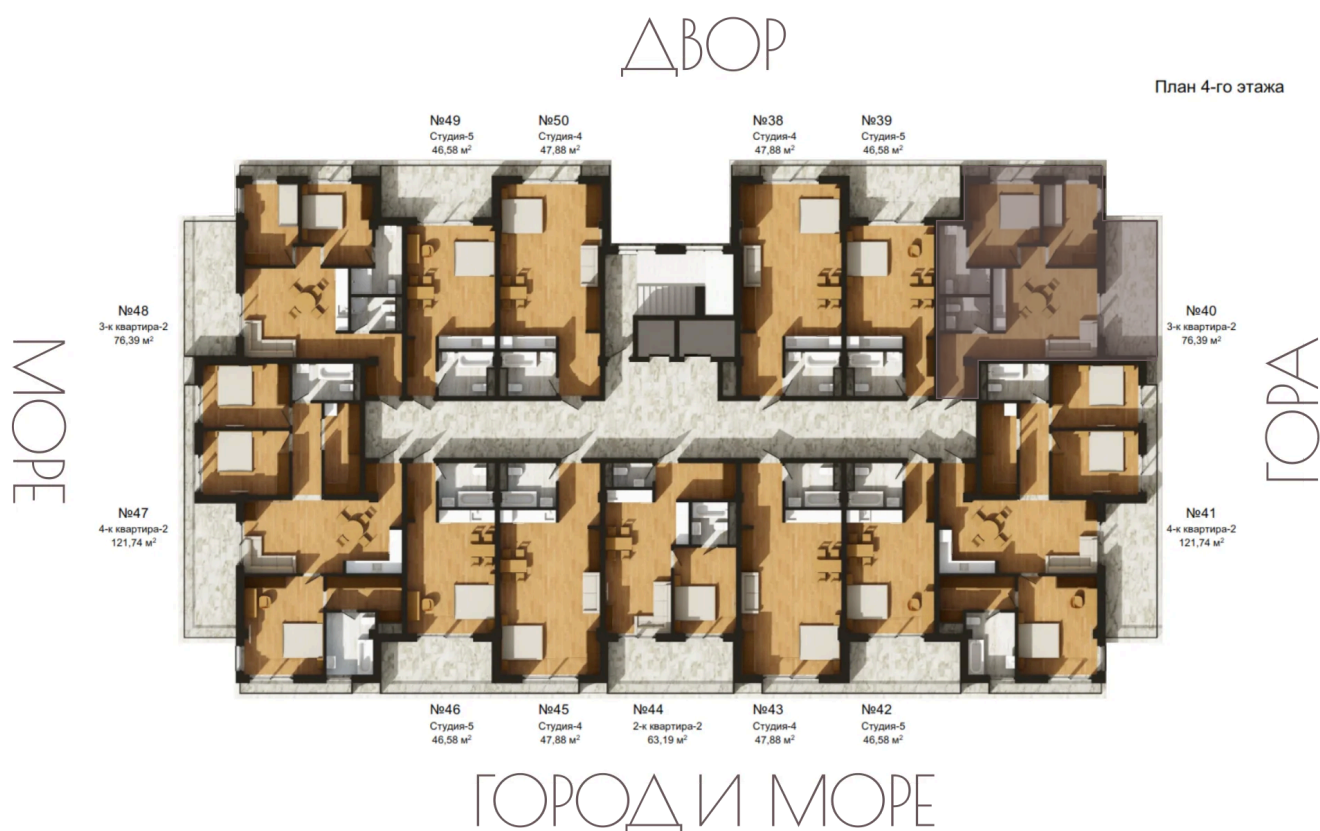 ДВОР
План 4-го этажа
№49
Студия-5
46,58 м²
№50
Студия-4
47,88 м²
№38
Студия-4
47,88 м²
№39
Студия-5
46,58 м²
№48
3-к квартира-2
76,39 м²
№40
3-к квартира-2
76,39 м²
МОРЕ
ГОРА
№47
4-к квартира-2
121,74 м²
№41
4-к квартира-2
121,74 м²
№46
Студия-5
46,58 м²
№45
Студия-4
47,88 м²
№44
2-к квартира-2
63,19 м²
№43
Студия-4
47,88 м²
№42
Студия-5
46,58 м²
ГОРОД И МОРЕ